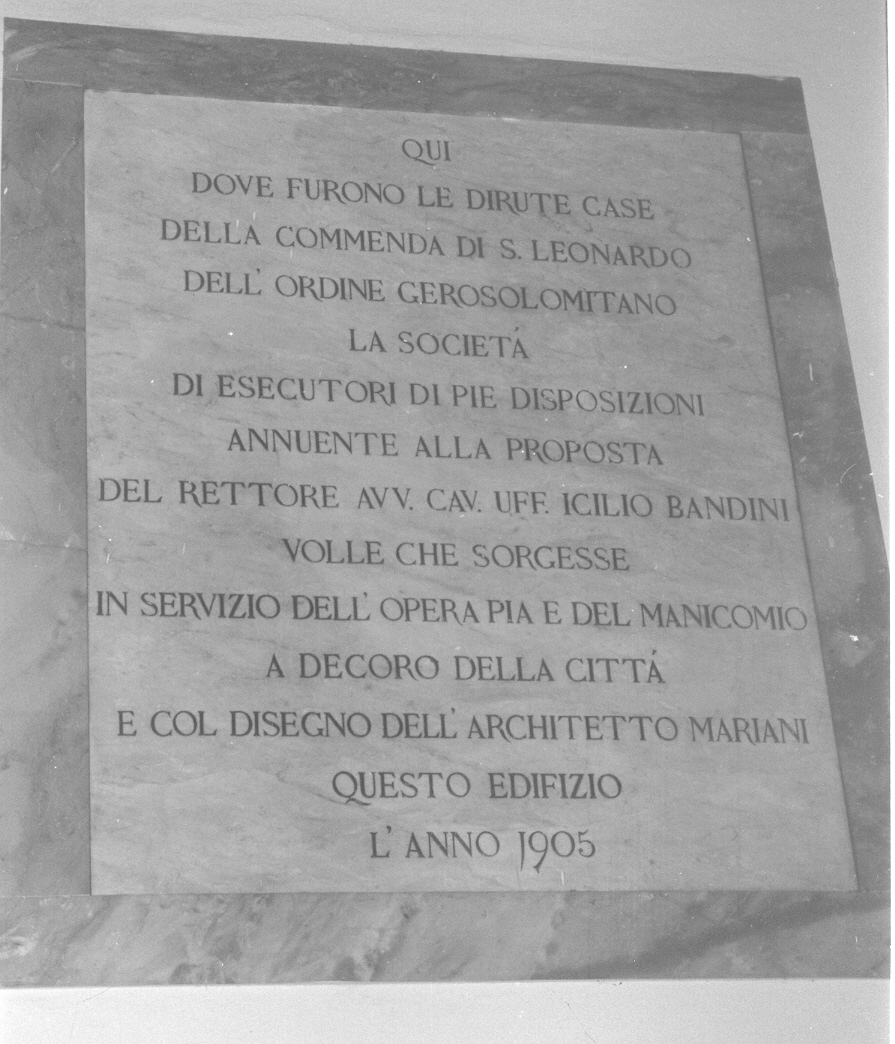 QUI
DOVE FURONO LE DIRUTE CASE
DELLA COMMENDA DI S. LEONARDO
DELL' ORDINE GEROSOLOMITANO
LA SOCIETÁ
DI ESECUTORI DI PIE DISPOSIZIONI
ANNUENTE ALLA PROPOSTA
DEL RETTORE AVV. CAV. UFF. ICILIO BANDINI
VOLLE CHE SORGESSE
IN SERVIZIO DELL' OPERA PIA E DEL MANICOMIO
A DECORO DELLA CITTÁ
E COL DISEGNO DELL' ARCHITETTO MARIANI
QUESTO EDIFIZIO
L' ANNO 1905